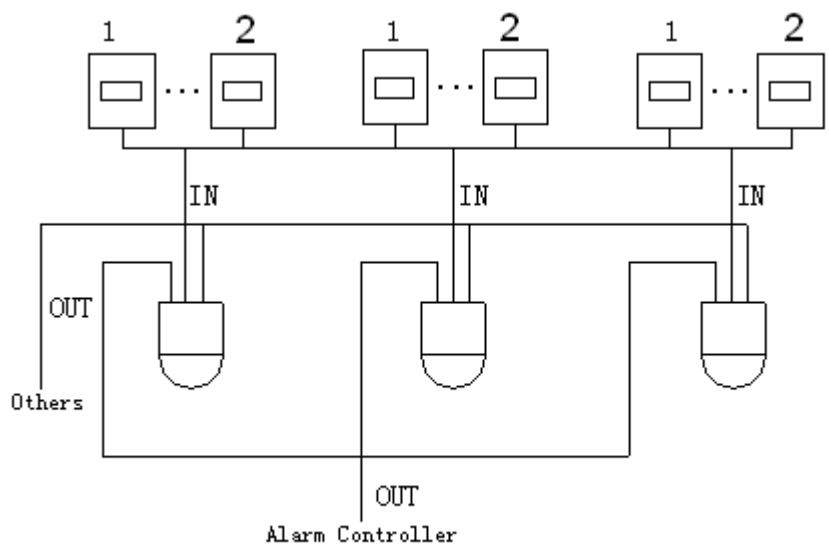 1 2 1 2 1 2
IN IN IN
OUT
Others
OUT
Alarm Controller